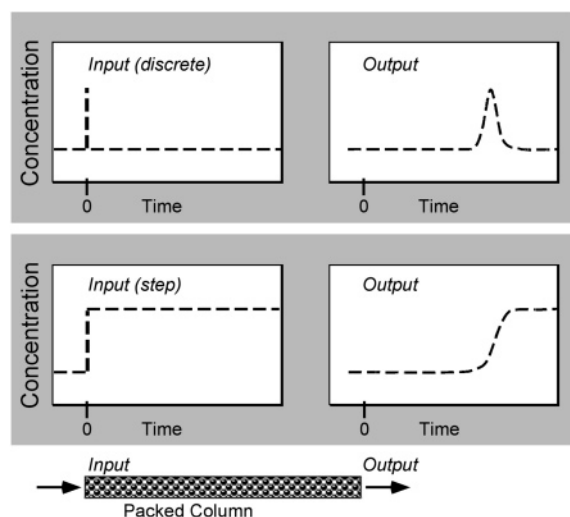 Input (discrete)
Output
Concentration
0
Time
0
Time
Input (step)
Output
Concentration
0
Time
0
Time
Input
Output
Packed Column